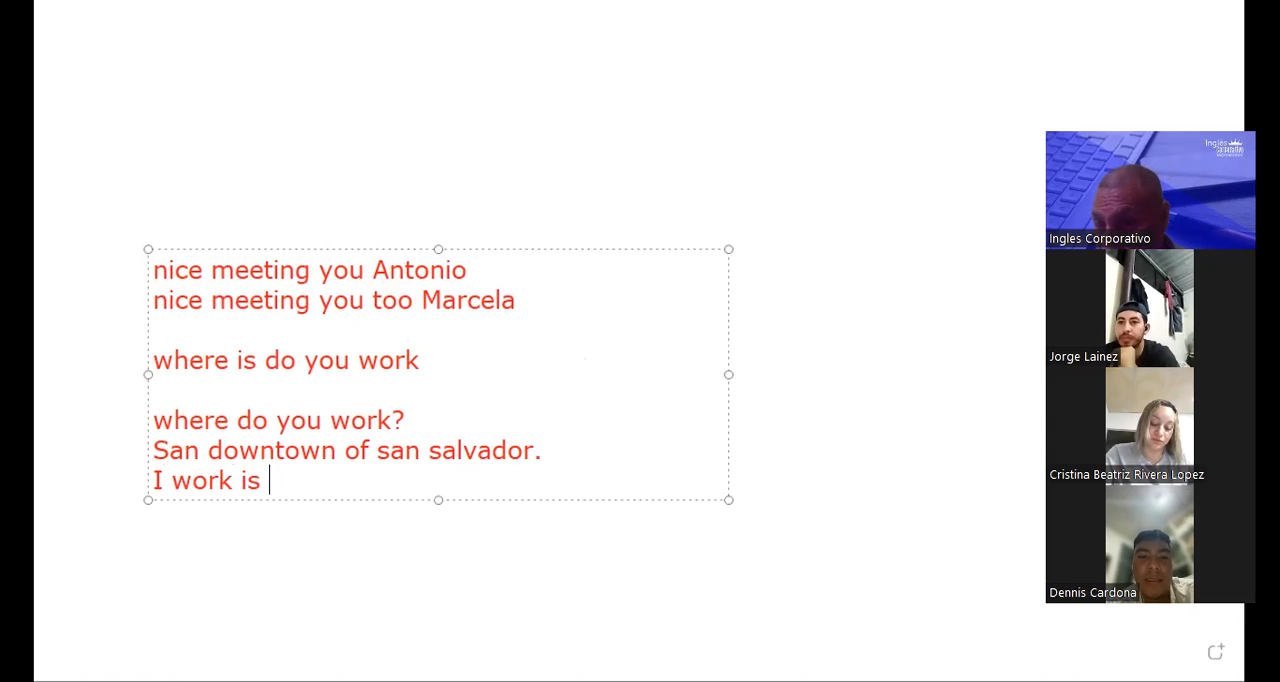 nice meeting you Antonio
nice meeting you too Marcela
where is do you work
where do you work?
San downtown of san salvador.
I work is
Ingles
Ingles Corporativo
Jorge Lainez
Cristina Beatriz Rivera Lopez
Dennis Cardona